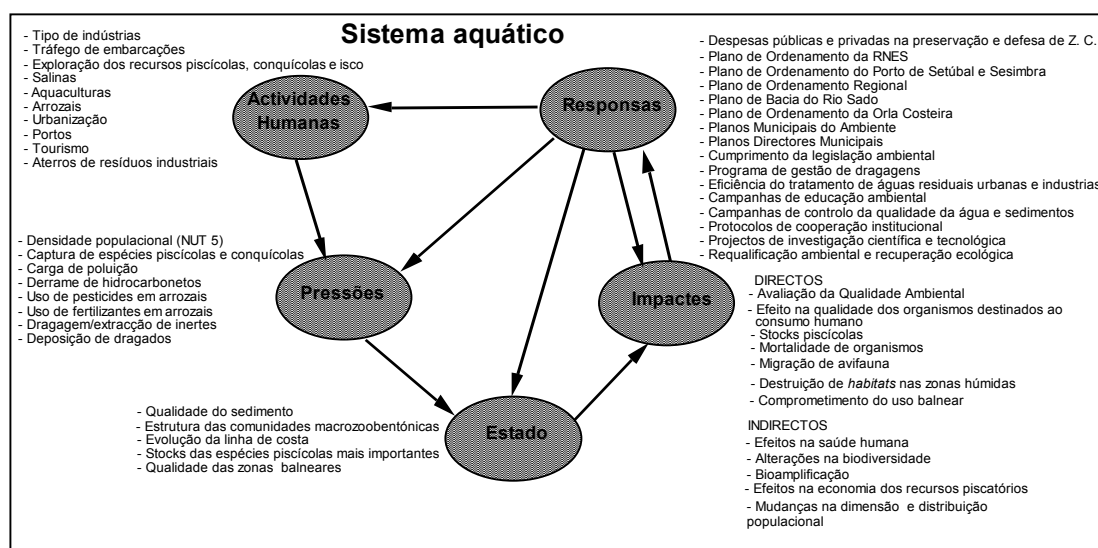 Sistema aquático
- Tipo de indústrias
- Tráfego de embarcações
- Exploração dos recursos piscícolas, conquícolas e isco
- Salinas
- Aquaculturas
- Arrozais
- Urbanização
- Portos
- Tourismo
- Aterros de resíduos industriais
Actividades
Humanas
Responsas
- Despesas públicas e privadas na preservação e defesa de Z. C.
- Plano de Ordenamento da RNES
- Plano de Ordenamento do Porto de Setúbal e Sesimbra
- Plano de Ordenamento Regional
- Plano de Bacia do Rio Sado
- Plano de Ordenamento da Orla Costeira
- Planos Municipais do Ambiente
- Planos Directores Municipais
- Cumprimento da legislação ambiental
- Programa de gestão de dragagens
- Eficiência do tratamento de águas residuais urbanas e industrias
- Campanhas de educação ambiental
- Campanhas de controlo da qualidade da água e sedimentos
- Protocolos de cooperação institucional
- Projectos de investigação científica e tecnológica
- Requalificação ambiental e recuperação ecológica
- Densidade populacional (NUT 5)
- Captura de espécies piscícolas e conquícolas
- Carga de poluição
- Derrame de hidrocarbonetos
- Uso de pesticides em arrozais
- Uso de fertilizantes em arrozais
- Dragagem/extracção de inertes
- Deposição de dragados
Pressões
Impactes
DIRECTOS
- Avaliação da Qualidade Ambiental
- Efeito na qualidade dos organismos destinados ao
consumo humano
- Stocks piscícolas
- Mortalidade de organismos
- Migração de avifauna
- Destruição de habitats nas zonas húmidas
- Comprometimento do uso balnear
INDIRECTOS
- Efeitos na saúde humana
- Alterações na biodiversidade
- Bioamplificação
- Efeitos na economia dos recursos piscatórios
- Mudanças na dimensão e distribuição
populacional
- Qualidade do sedimento
- Estrutura das comunidades macrozoobentónicas
- Evolução da linha de costa
- Stocks das espécies piscícolas mais importantes
- Qualidade das zonas balneares
Estado